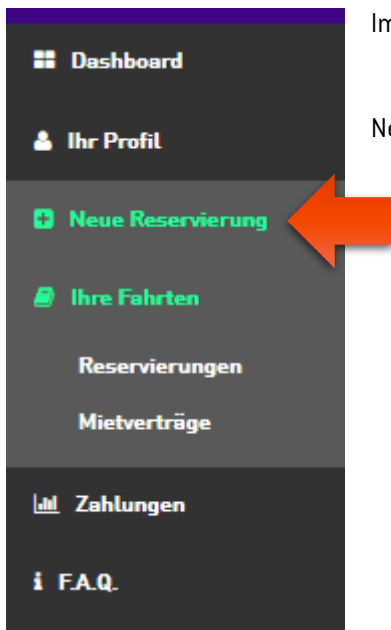 Dashboard
Ihr Profil
Neue Reservierung
Ihre Fahrten
Reservierungen
Mietverträge
Zahlungen
F.A.Q.